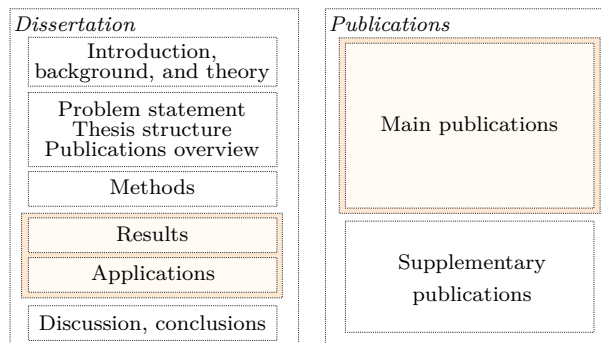 Dissertation
Introduction,
background, and theory
Problem statement
Thesis structure
Publications overview
Methods
Results
Applications
Discussion, conclusions
Publications
Main publications
Supplementary
publications